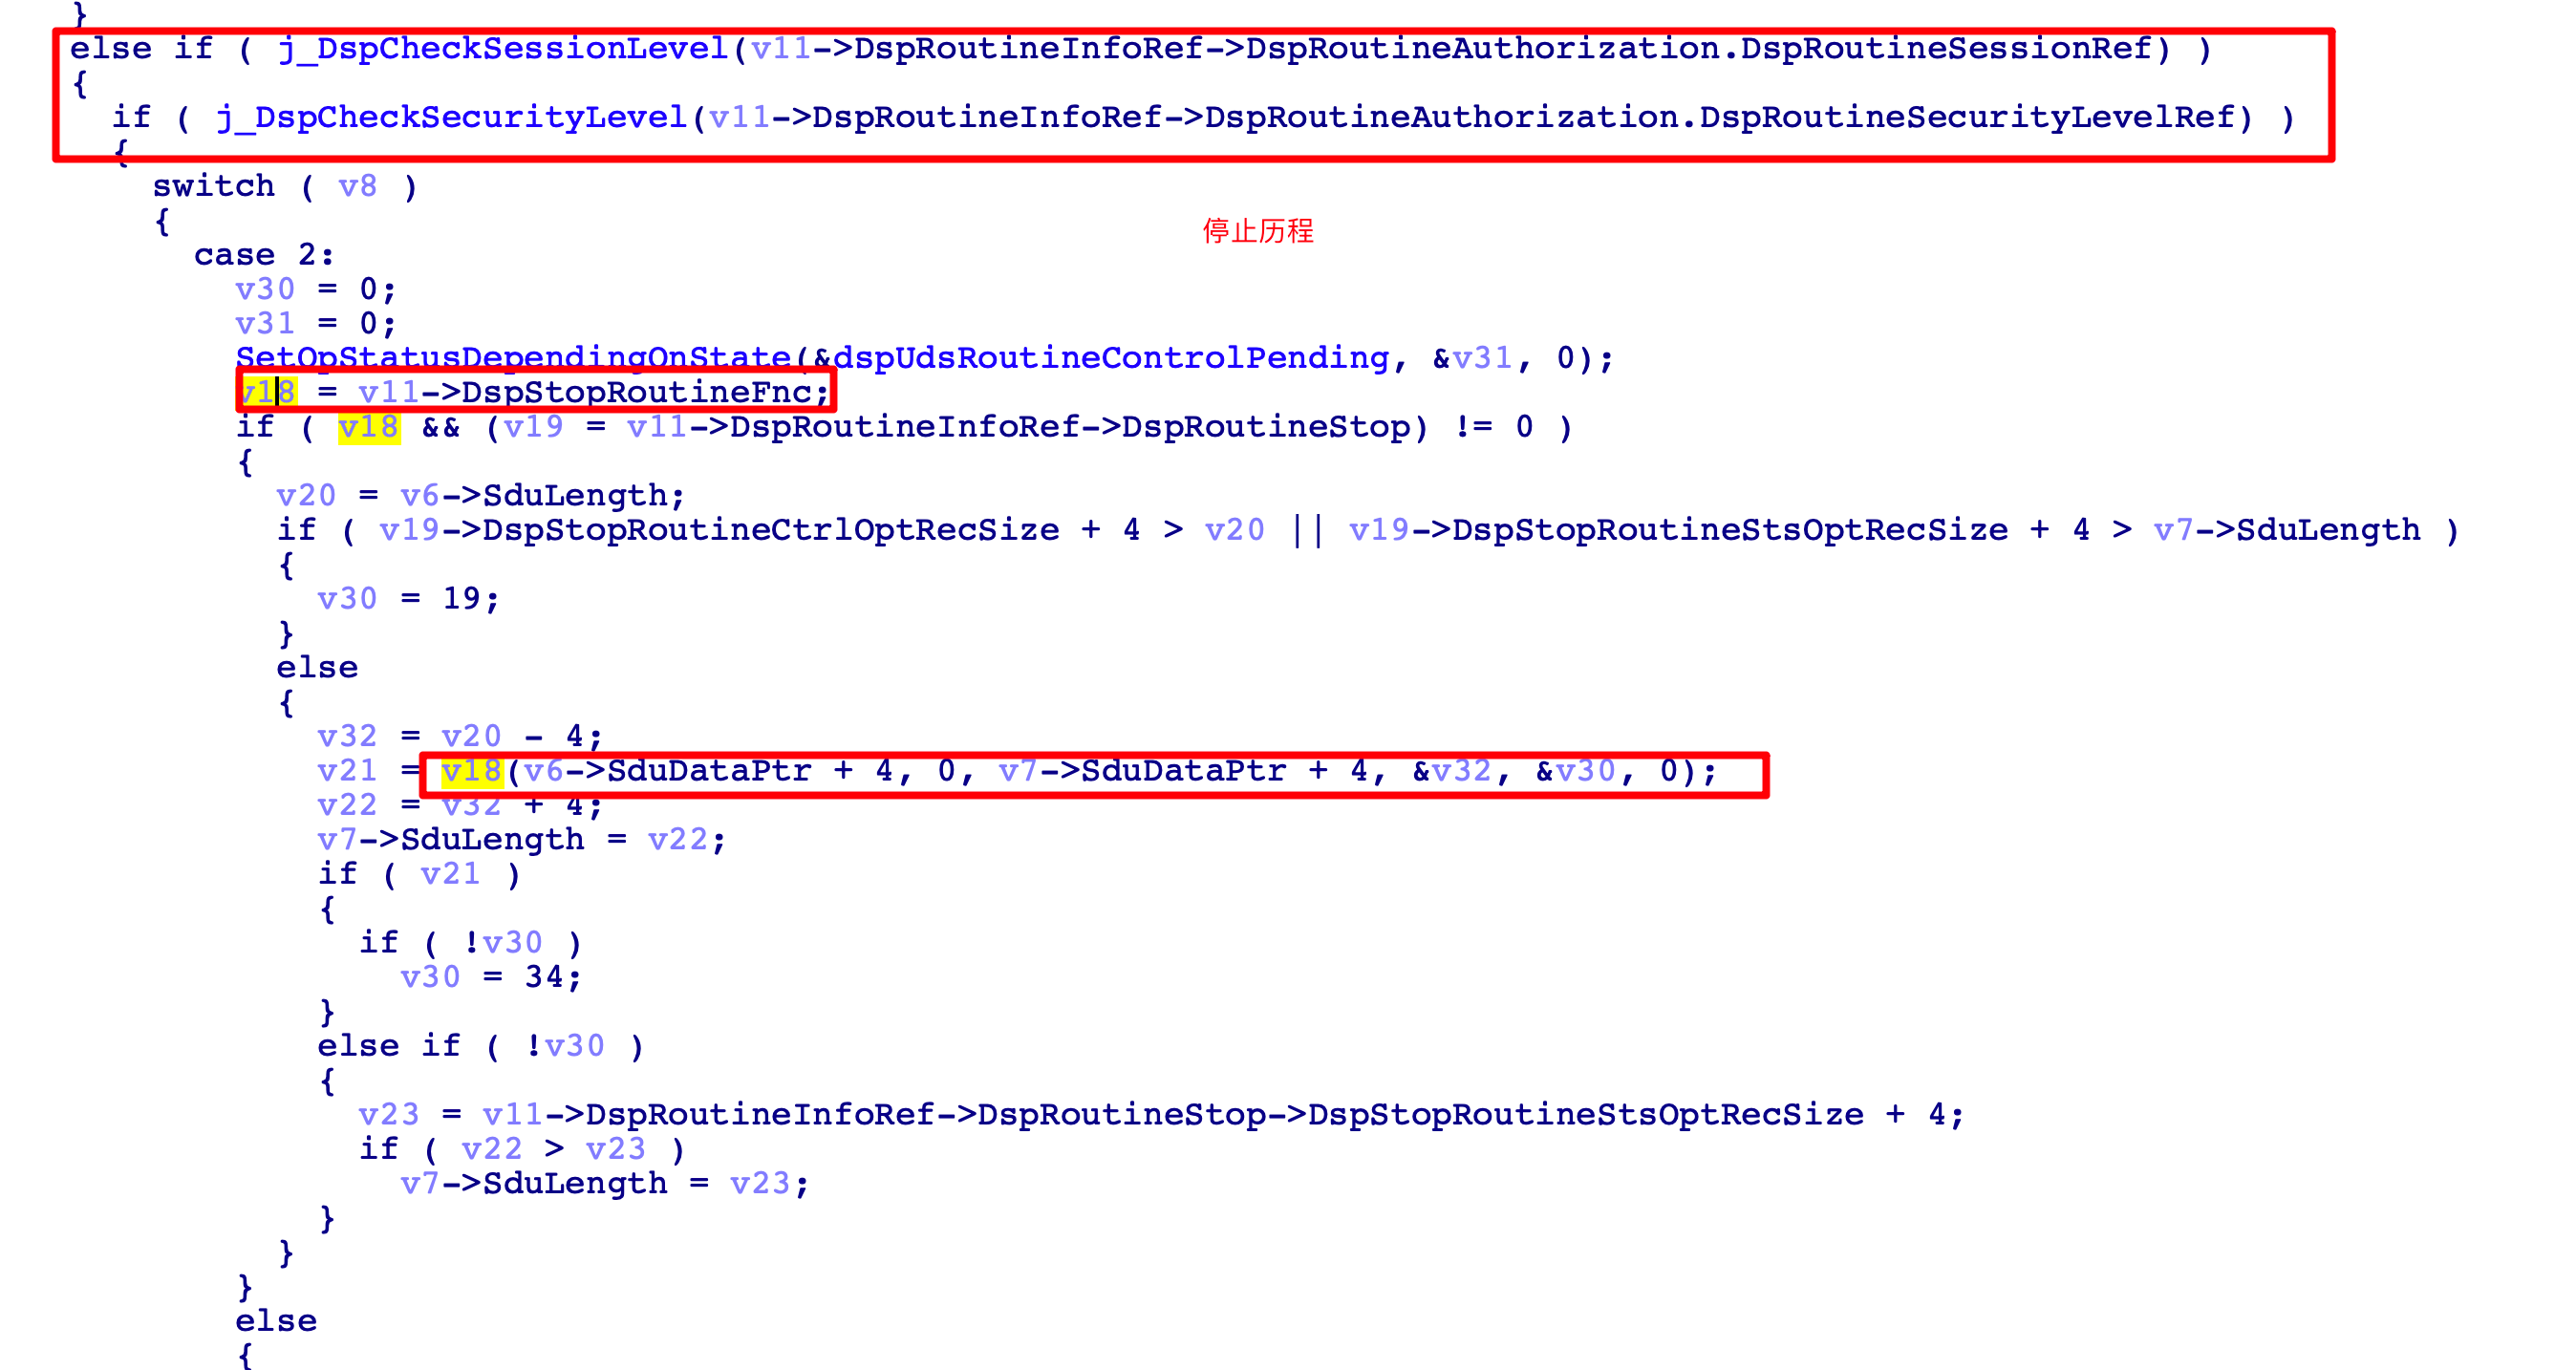 }
else if ( j_DspCheckSessionLevel(v11->DspRoutineInfoRef->DspRoutineAuthorization.DspRoutineSessionRef) )
{
if ( j_DspCheckSecurityLevel(v11->DspRoutineInfoRef->DspRoutineAuthorization.DspRoutineSecurityLevelRef) )
{
switch ( v8 )
{
停止历程
case 2:
v30 = 0;
v31 = 0;
SetOpStatusDependingOnState(&dspUdsRoutineControlPending, &v31, 0);
v18 = v11->DspStopRoutineFnc;
if ( v18 && (v19 = v11->DspRoutineInfoRef->DspRoutineStop) != 0 )
{
v20 = v6->SduLength;
if ( v19->DspStopRoutineCtrlOptRecSize + 4 > v20 || v19->DspStopRoutineStsOptRecSize + 4 > v7->SduLength )
{
v30 = 19;
}
else
{
v32 = v20 - 4;
v21 = v18(v6->SduDataPtr + 4, 0, v7->SduDataPtr + 4, &v32, &v30, 0);
v22 = v32 + 4;
v7->SduLength = v22;
if ( v21 )
{
if ( !v30 )
v30 = 34;
}
else if ( !v30 )
{
v23 = v11->DspRoutineInfoRef->DspRoutineStop->DspStopRoutineStsOptRecSize + 4;
if ( v22 > v23 )
v7->SduLength = v23;
}
}
}
else
{